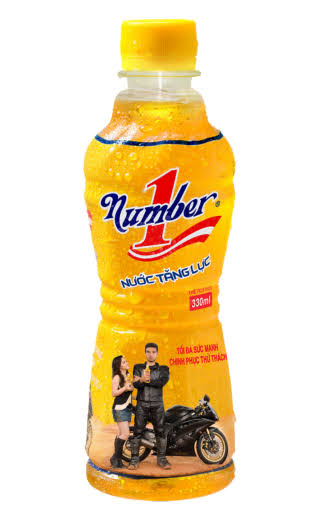 Number 1 ®
NƯỚC TĂNG LỰC
330ml
TỐI ĐA SỨC MẠNH
CHINH PHỤC THỬ THÁCH